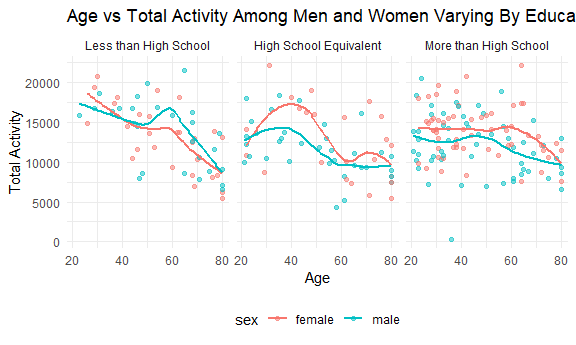 Age vs Total Activity Among Men and Women Varying By Educa
Less than High School High School Equivalent More than High School
Total Activity
20000
15000
10000
5000
0
20 40 60 80 20 40 60 80 20 40 60 80
Age
sex female male